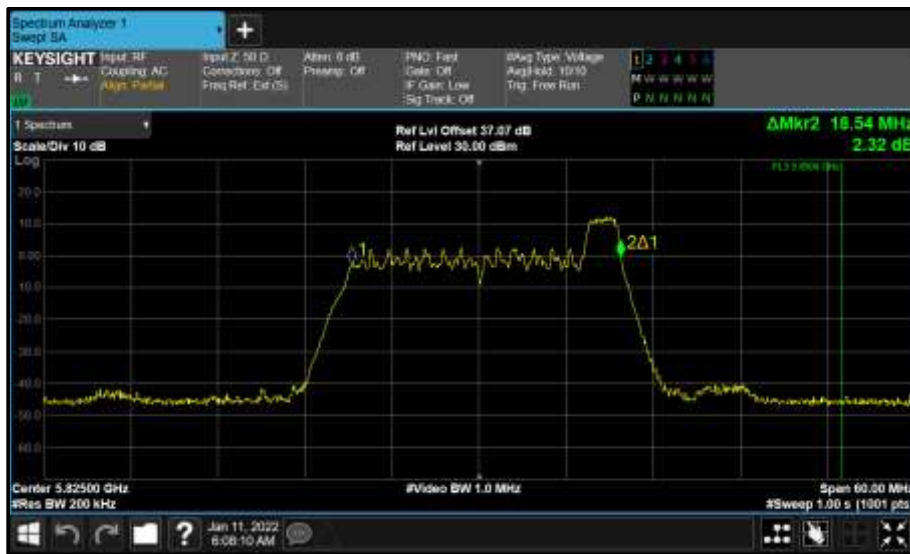 Spectrum Analyzer 1
Swept SA
+
KEYSIGHT
R T
Input: RF
Coupling: AC
Align: Partial
Input Z: 50 Ω
Corrections: Off
Freq Ref: Ext (S)
Atten: 6 dB
Preamp: Off
PNO: Fast
Gate: Off
IF Gain: Low
Sig Track: Off
#Avg Type: Voltage
Avg|Hold: 10/10
Trig: Free Run
1 2 3 4 5 6
M W W W W W
P N N N N N
1 Spectrum
Scale/Div 10 dB
Ref Lvl Offset 37.07 dB
Ref Level 30.00 dBm
ΔMkr2 18.54 MHz
2.32 dB
Log
20.0
10.0
0.00
-10.0
-20.0
-30.0
-40.0
-50.0
-60.0
1
2Δ1
Center 5.82500 GHz
#Res BW 200 kHz
#Video BW 1.0 MHz
Span 60.00 MHz
#Sweep 1.00 s (1001 pts)
?
Jan 11, 2022
6:08:10 AM